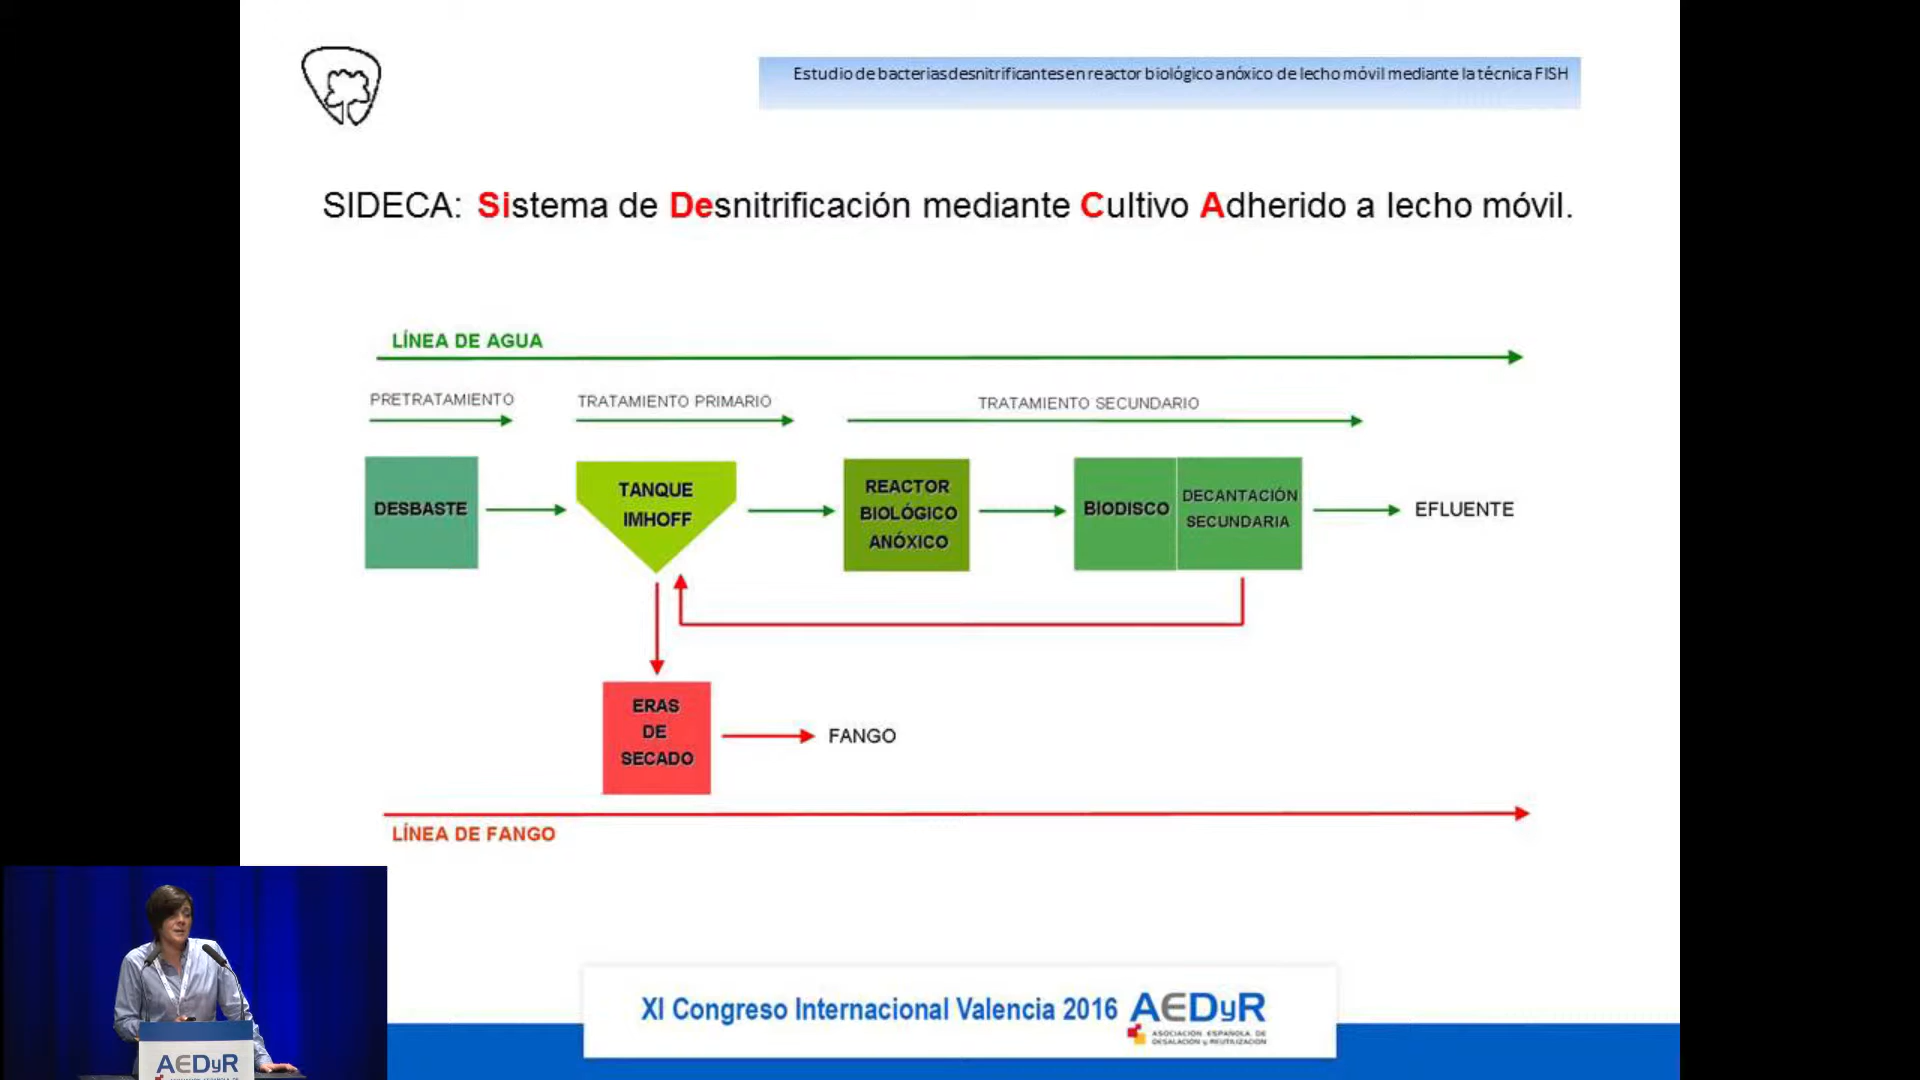 Estudio de bacterias desnitrificantes en reactor biológico anóxico de lecho móvil mediante la técnica FISH
SIDECA: Sistema de Desnitrificación mediante Cultivo Adherido a lecho móvil.
LÍNEA DE AGUA
PRETRATAMIENTO
TRATAMIENTO PRIMARIO
TRATAMIENTO SECUNDARIO
DESBASTE
TANQUE
IMHOFF
REACTOR
BIOLÓGICO
ANÓXICO
BIODISCO
DECANTACIÓN
SECUNDARIA
EFLUENTE
ERAS
DE
SECADO
FANGO
LÍNEA DE FANGO
XI Congreso Internacional Valencia 2016
AEDyR
ASOCIACIÓN ESPAÑOLA DE
DESALACIÓN y REUTILIZACIÓN
AEDyR